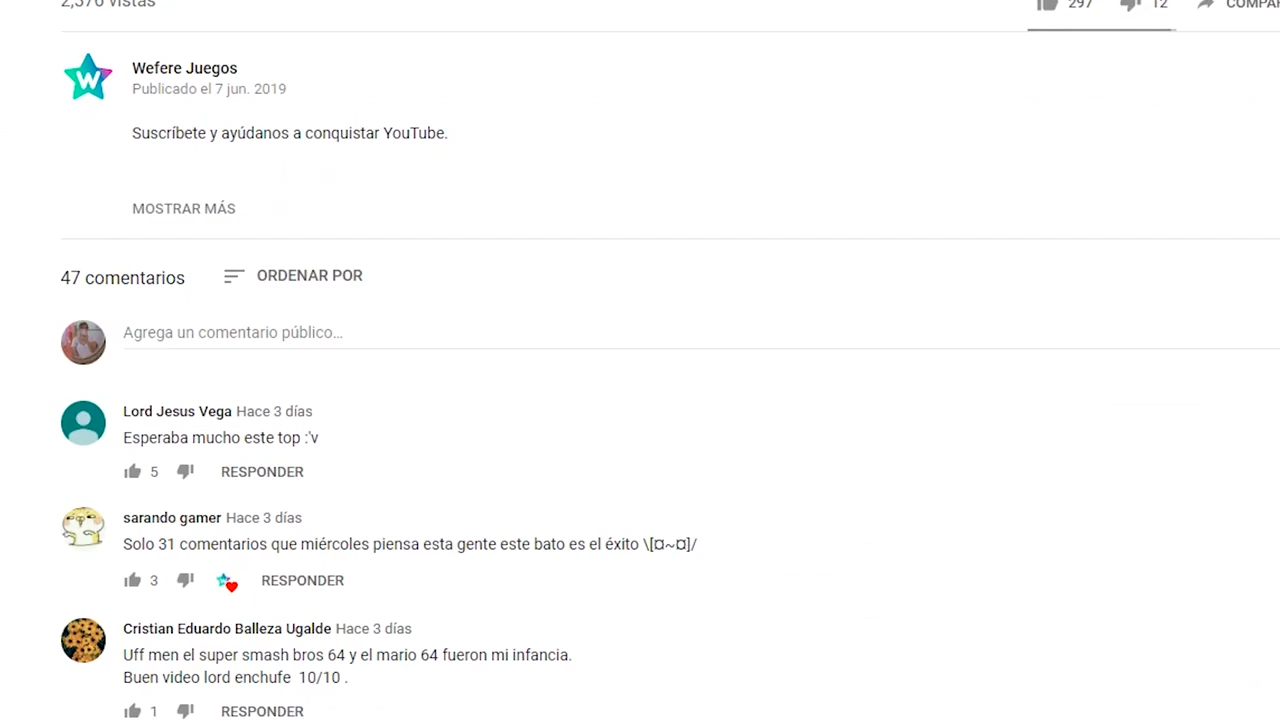 2,376 vistas
297 12 COMPAR
Wefere Juegos
Publicado el 7 jun. 2019
Suscríbete y ayúdanos a conquistar YouTube.
MOSTRAR MÁS
47 comentarios ORDENAR POR
Agrega un comentario público...
Lord Jesus Vega Hace 3 días
Esperaba mucho este top :'v
5 RESPONDER
sarando gamer Hace 3 días
Solo 31 comentarios que miércoles piensa esta gente este bato es el éxito \[¤~¤]/
3 RESPONDER
Cristian Eduardo Balleza Ugalde Hace 3 días
Uff men el super smash bros 64 y el mario 64 fueron mi infancia.
Buen video lord enchufe 10/10 .
1 RESPONDER